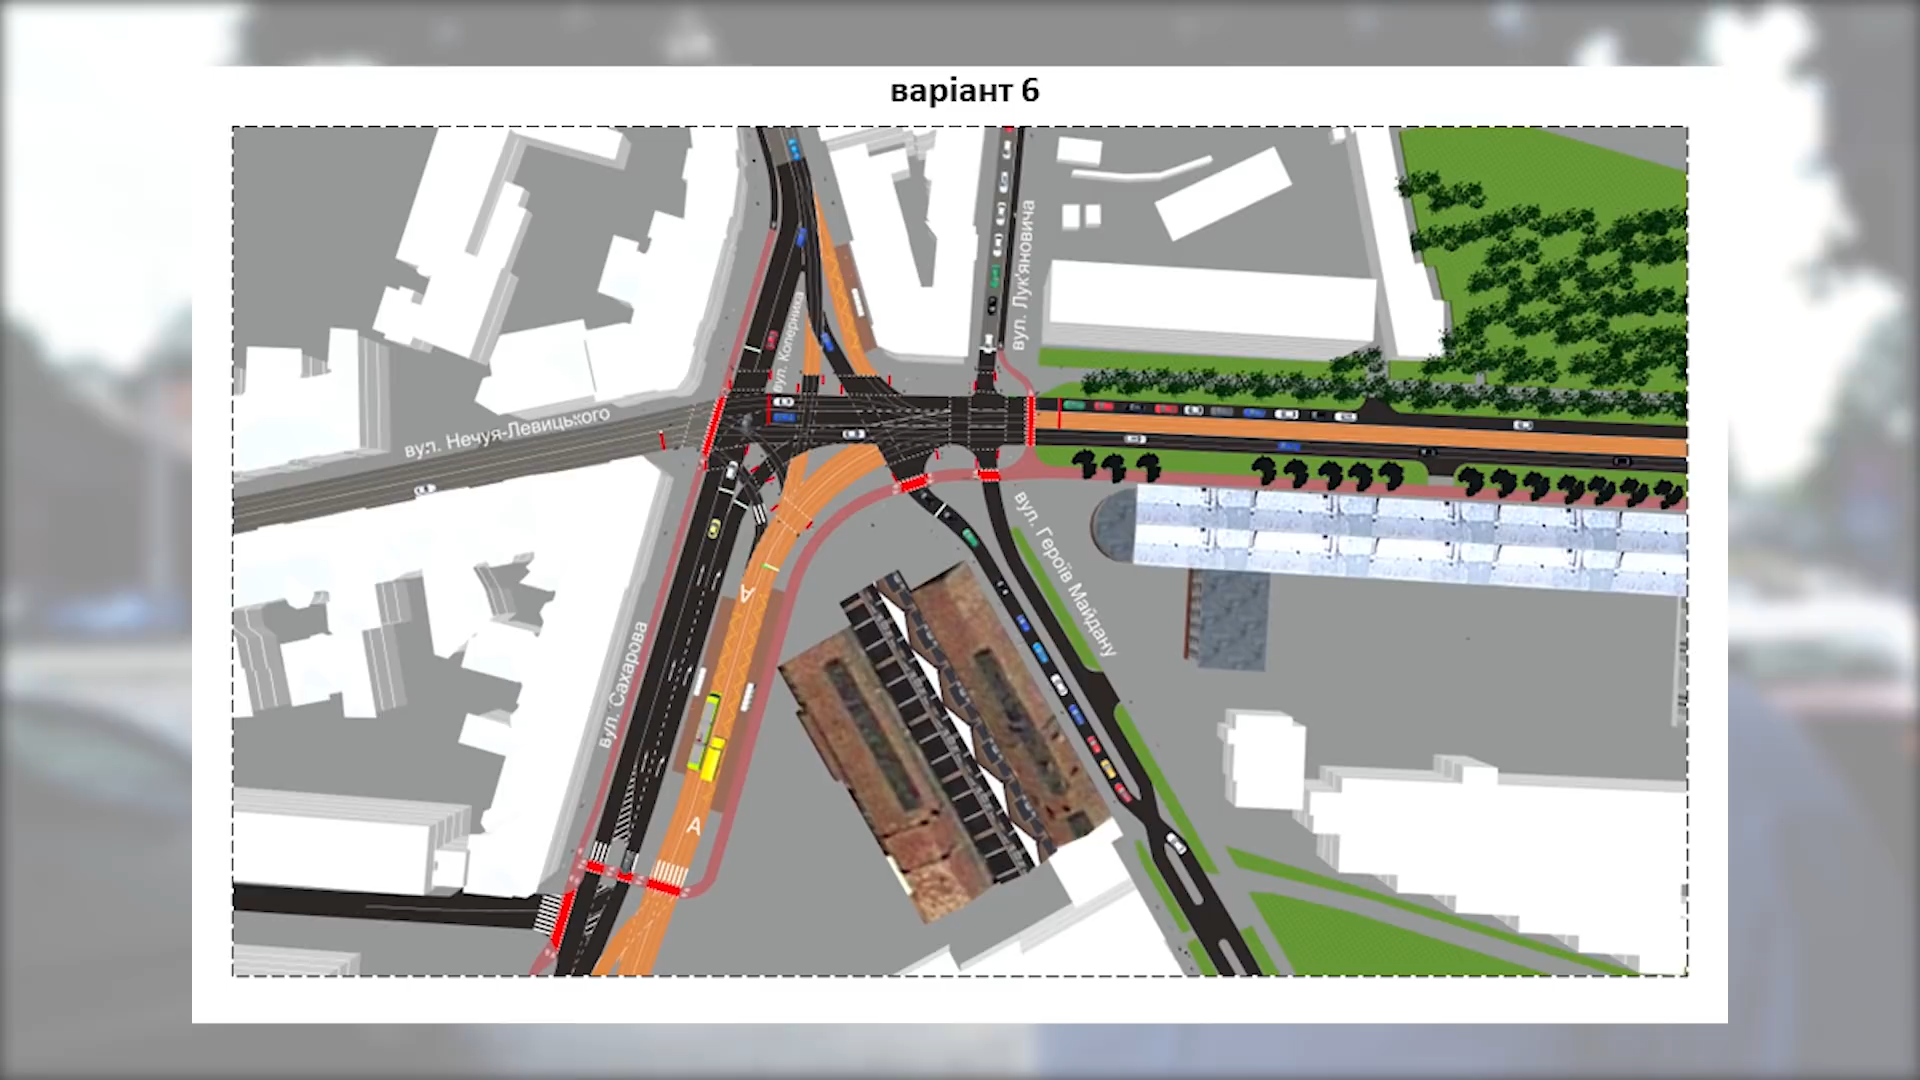 варіант 6
вул. Лук'яновича
вул. Коперника
вул. Нечуя-Левицького
вул. Героїв Майдану
А
вул. Сахарова
А